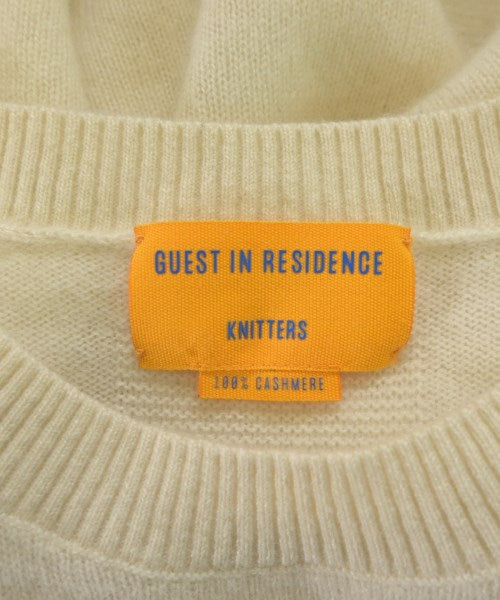 GUEST IN RESIDENCE
KNITTERS
100% CASHMERE